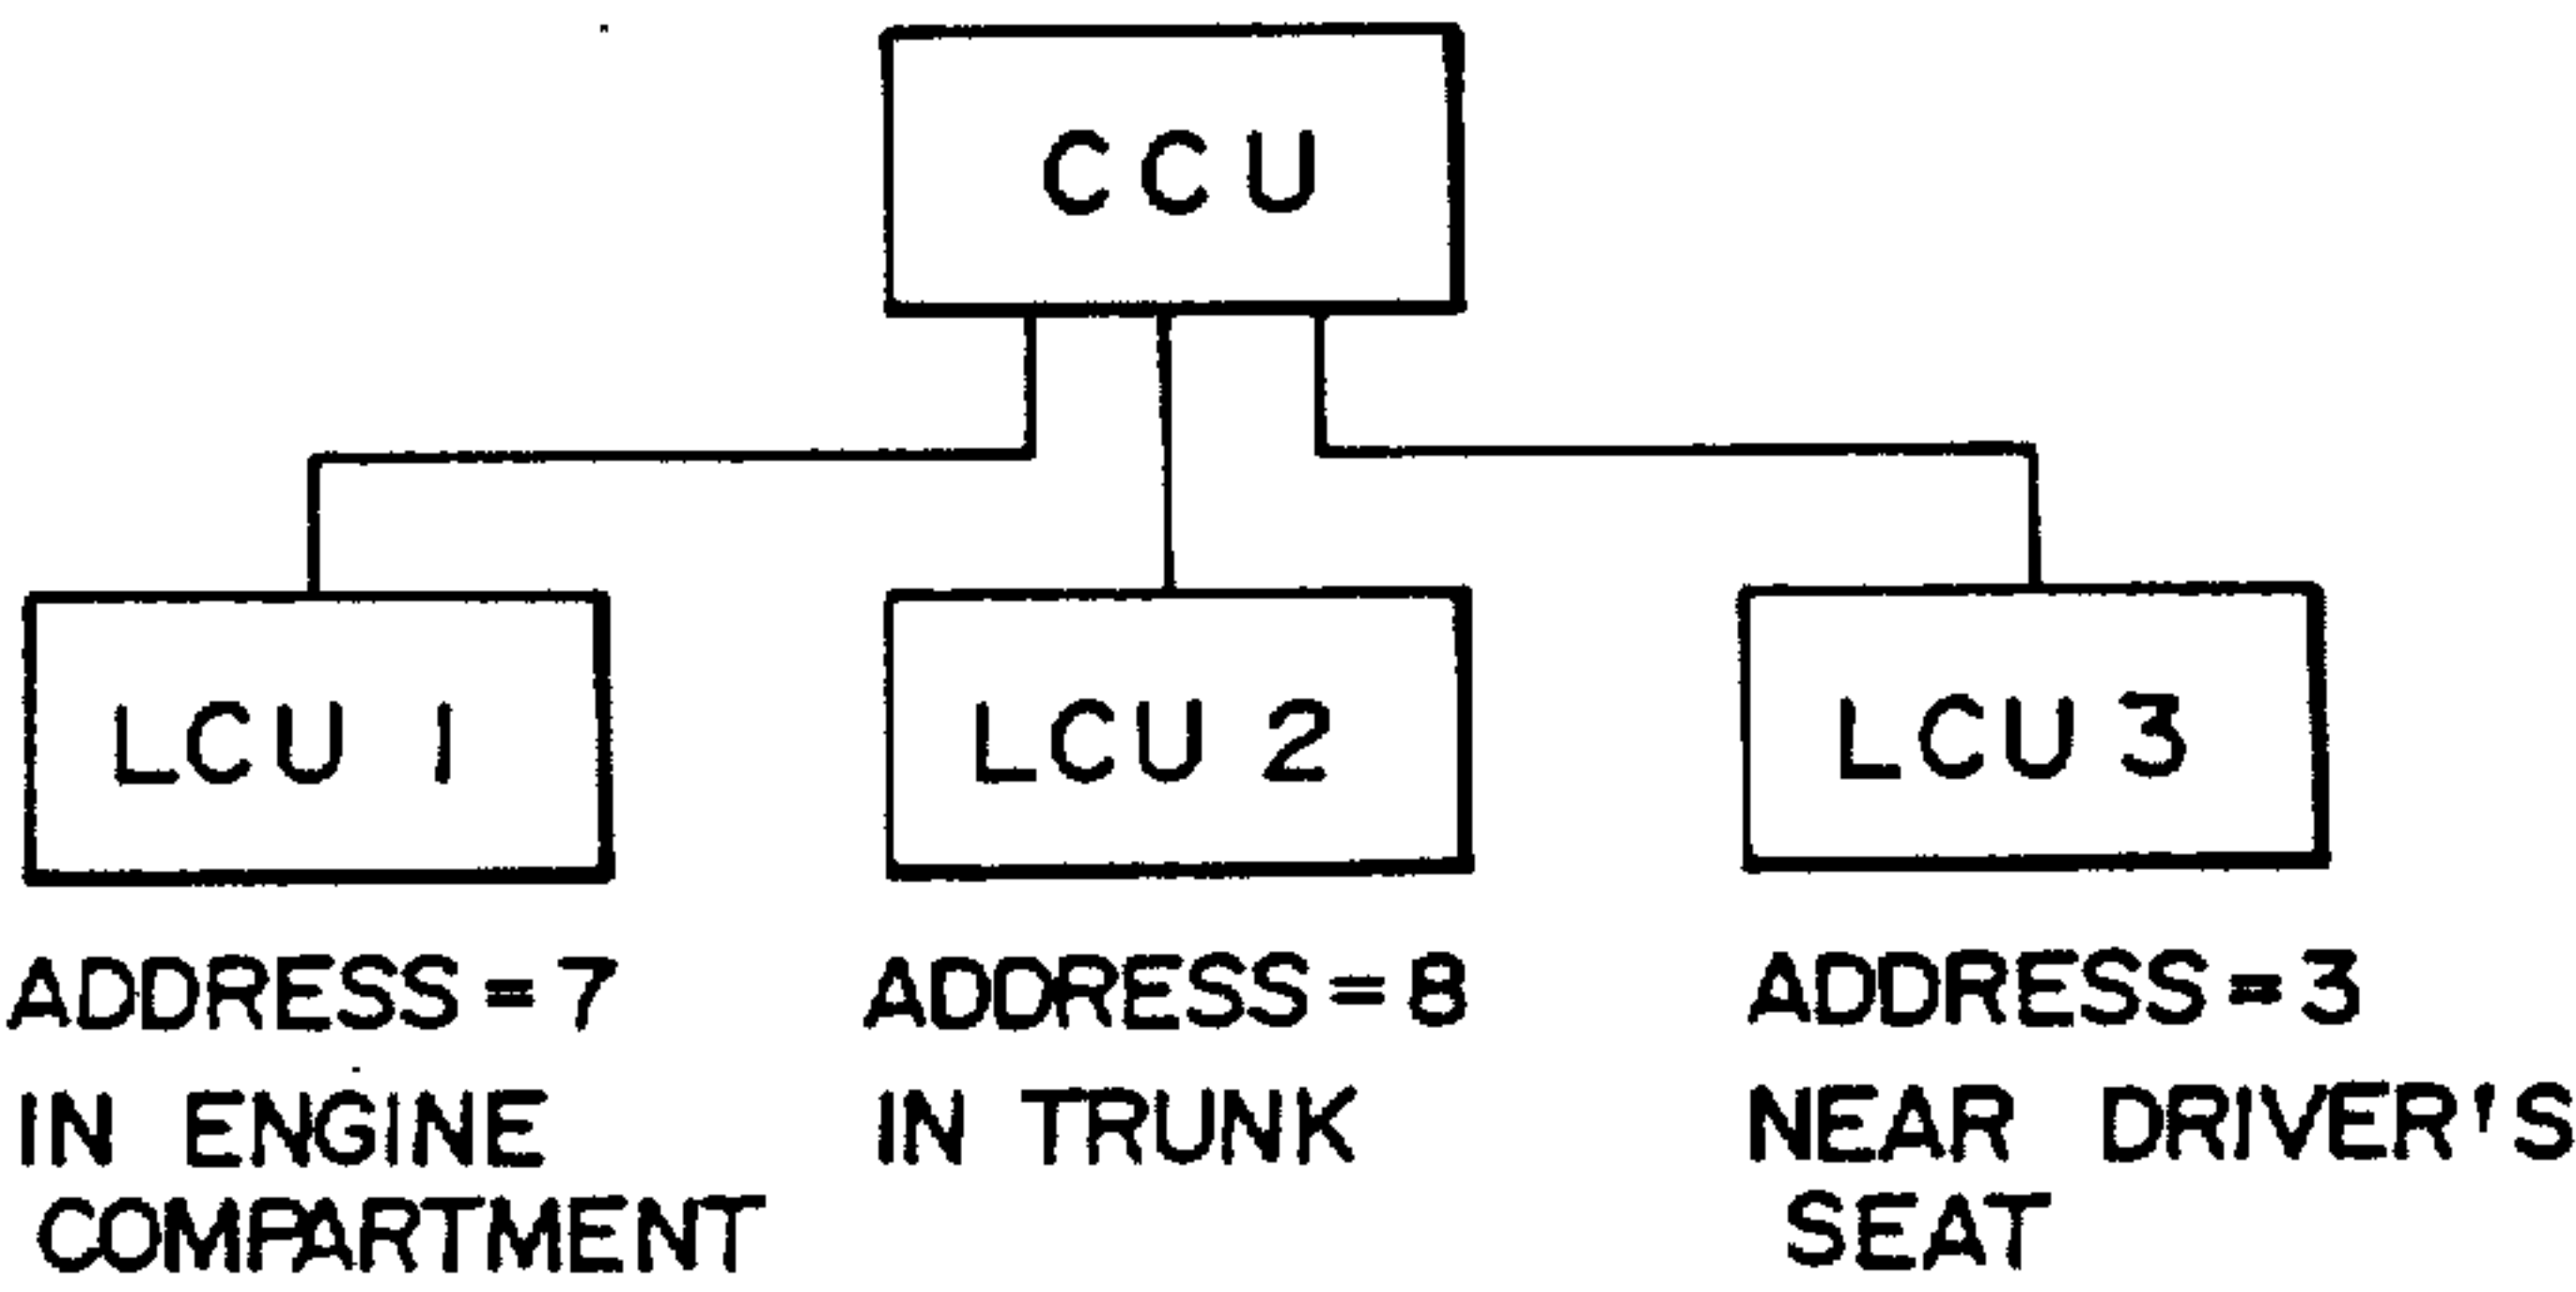 CCU
LCU 1
LCU 2
LCU 3
ADDRESS = 7
IN ENGINE
COMPARTMENT
ADDRESS = 8
IN TRUNK
ADDRESS = 3
NEAR DRIVER'S
SEAT